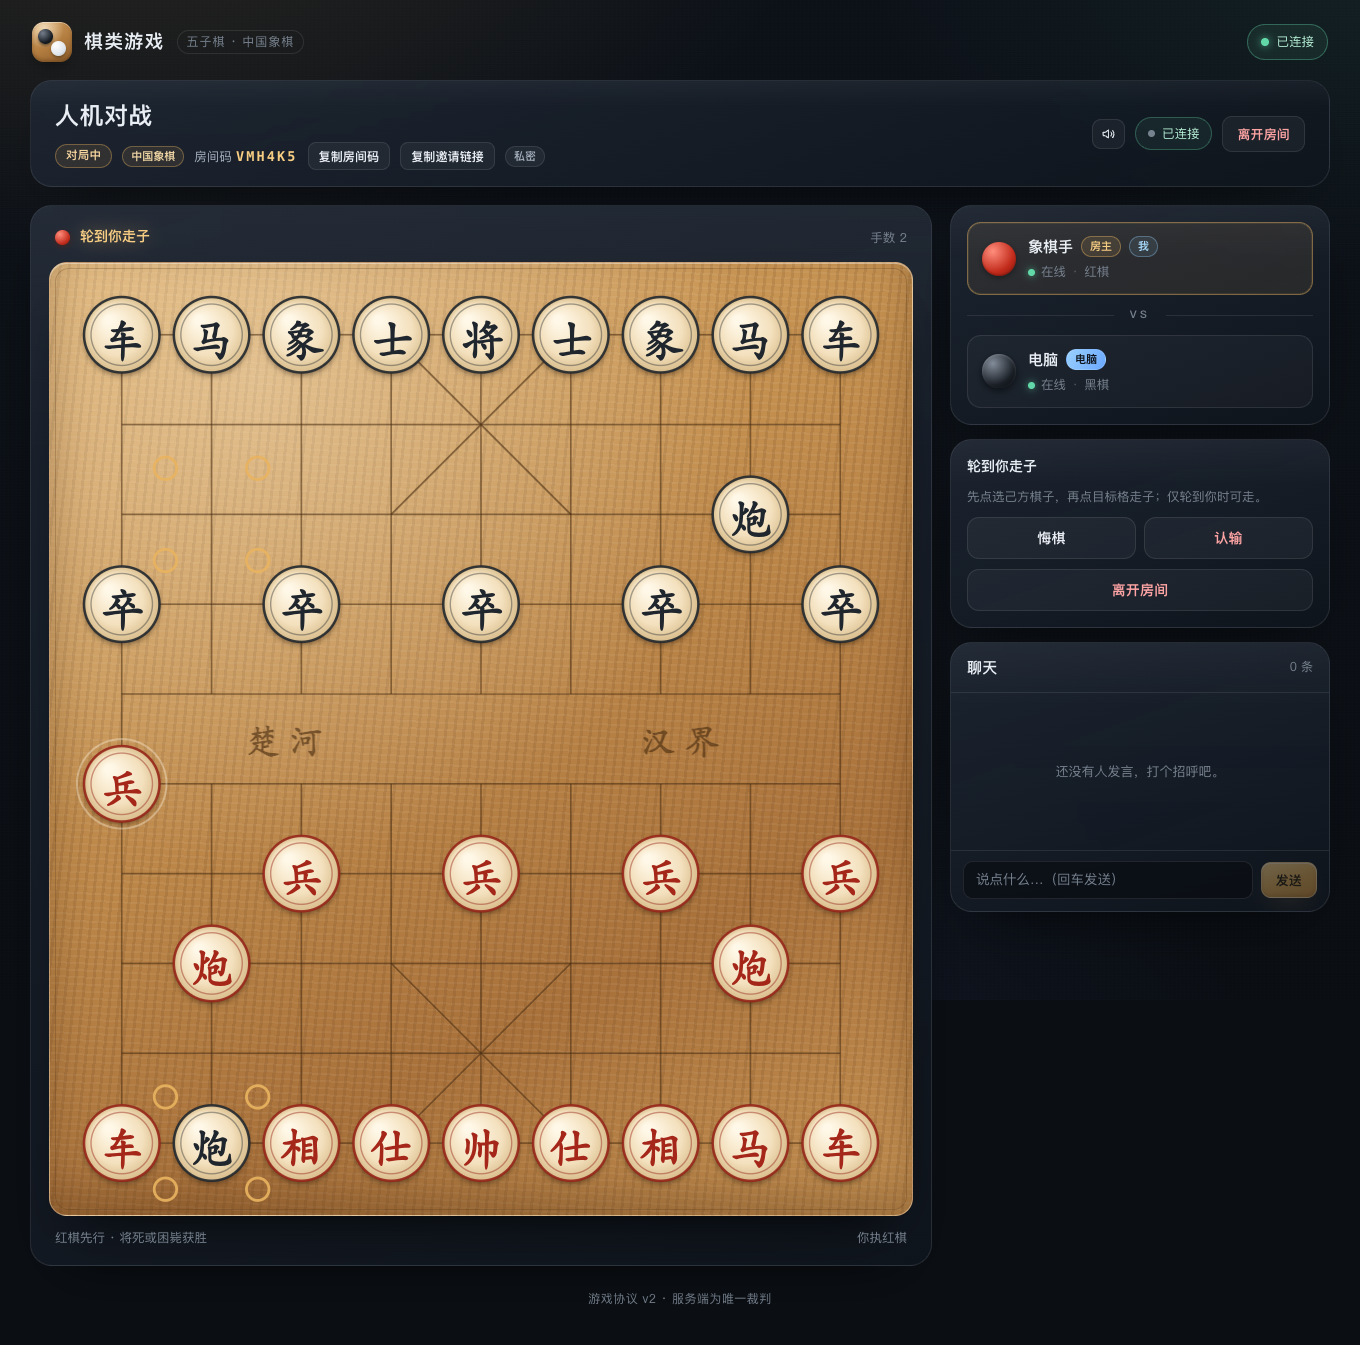 棋类游戏 五子棋 · 中国象棋 已连接
人机对战
对局中 中国象棋 房间码 VMH4K5 复制房间码 复制邀请链接 私密
已连接 离开房间
轮到你走子 手数 2
车 马 象 士 将 士 象 马 车
炮
卒 卒 卒 卒 卒
楚河 汉界
兵
兵 兵 兵 兵
炮 炮
车 炮 相 仕 帅 仕 相 马 车
红棋先行 · 将死或困毙获胜 你执红棋
象棋手 房主 我
在线 · 红棋
VS
电脑 电脑
在线 · 黑棋
轮到你走子
先点选己方棋子，再点目标格走子；仅轮到你时可走。
悔棋 认输
离开房间
聊天 0 条
还没有人发言，打个招呼吧。
说点什么…（回车发送） 发送
游戏协议 v2 · 服务端为唯一裁判